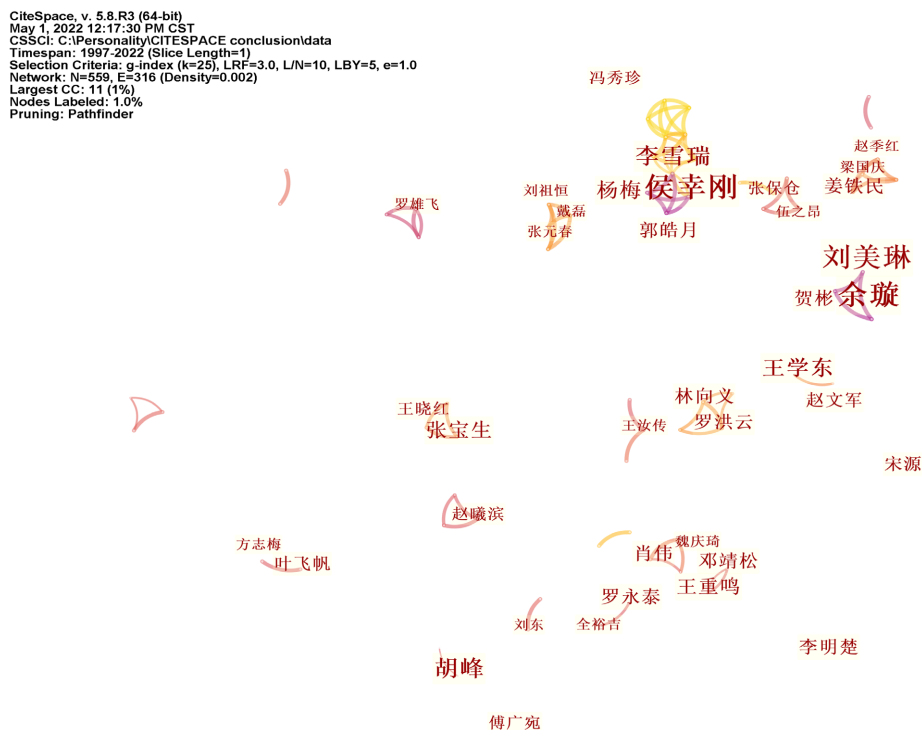 CiteSpace, v. 5.8.R3 (64-bit)
May 1, 2022 12:17:30 PM CST
CSSCI: C:\Personality\CITESPACE conclusion\data
Timespan: 1997-2022 (Slice Length=1)
Selection Criteria: g-index (k=25), LRF=3.0, L/N=10, LBY=5, e=1.0
Network: N=559, E=316 (Density=0.002)
Largest CC: 11 (1%)
Nodes Labeled: 1.0%
Pruning: Pathfinder
冯秀珍
赵季红
李雪瑞
梁国庆
姜铁民
刘祖恒
杨梅
侯幸刚
张保仓
罗雄飞
戴磊
伍之昂
张元春
郭皓月
刘美琳
贺彬
余璇
王学东
林向义
赵文军
王晓红
罗洪云
王汝传
张宝生
宋源
赵曦滨
方志梅
魏庆琦
肖伟
叶飞帆
邓靖松
王重鸣
罗永泰
刘东
全裕吉
李明楚
胡峰
傅广宛